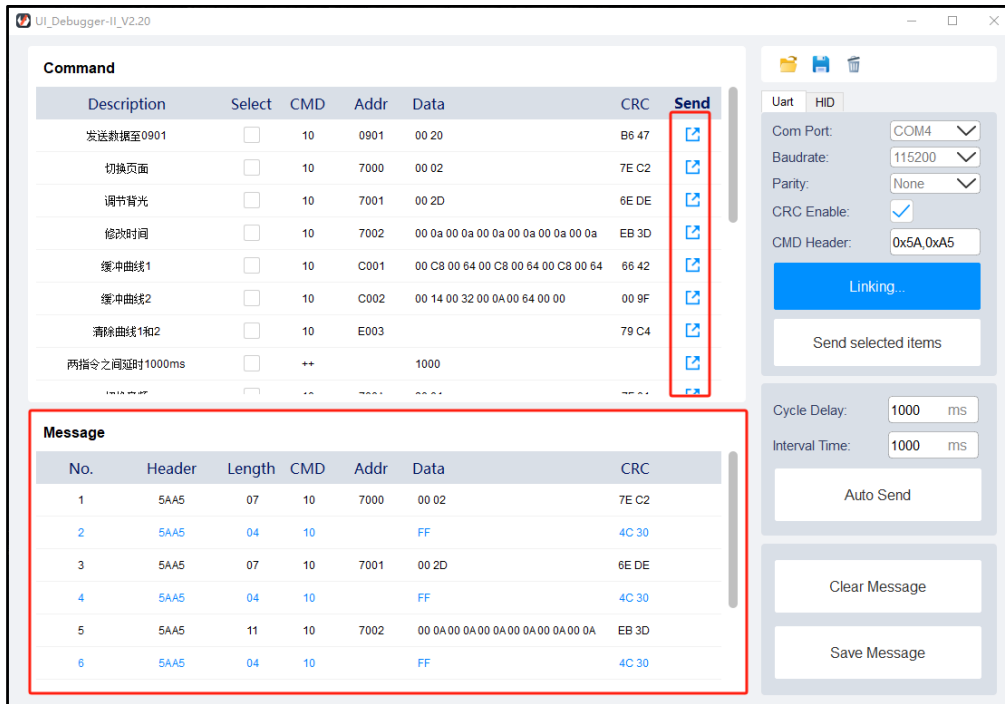 UI_Debugger-II_V2.20
Command
Description Select CMD Addr Data CRC Send
发送数据至0901 10 0901 00 20 B6 47
切换页面 10 7000 00 02 7E C2
调节背光 10 7001 00 2D 6E DE
修改时间 10 7002 00 0a 00 0a 00 0a 00 0a 00 0a 00 0a EB 3D
缓冲曲线1 10 C001 00 C8 00 64 00 C8 00 64 00 C8 00 64 66 42
缓冲曲线2 10 C002 00 14 00 32 00 0A 00 64 00 00 00 9F
清除曲线1和2 10 E003 79 C4
两指令之间延时1000ms ++ 1000
Message
No. Header Length CMD Addr Data CRC
1 5AA5 07 10 7000 00 02 7E C2
2 5AA5 04 10 FF 4C 30
3 5AA5 07 10 7001 00 2D 6E DE
4 5AA5 04 10 FF 4C 30
5 5AA5 11 10 7002 00 0A 00 0A 00 0A 00 0A 00 0A 00 0A EB 3D
6 5AA5 04 10 FF 4C 30
Uart HID
Com Port: COM4
Baudrate: 115200
Parity: None
CRC Enable:
CMD Header: 0x5A,0xA5
Linking...
Send selected items
Cycle Delay: 1000 ms
Interval Time: 1000 ms
Auto Send
Clear Message
Save Message